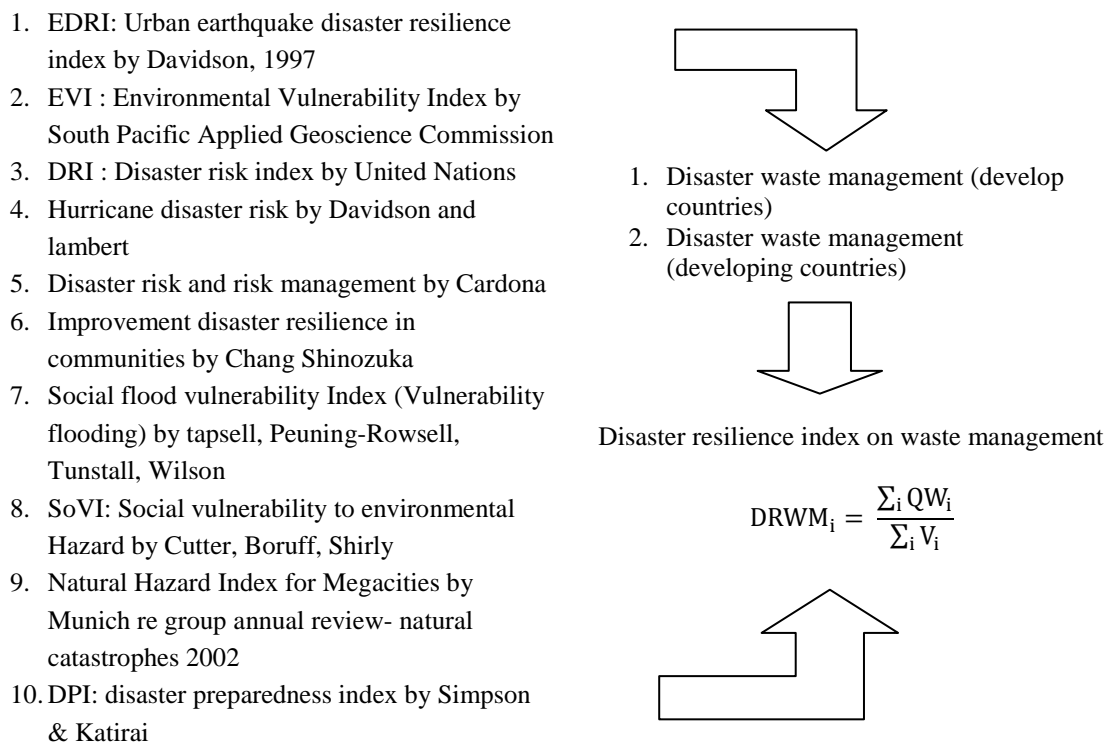 1. EDRI: Urban earthquake disaster resilience
index by Davidson, 1997
2. EVI : Environmental Vulnerability Index by
South Pacific Applied Geoscience Commission
3. DRI : Disaster risk index by United Nations
4. Hurricane disaster risk by Davidson and
lambert
5. Disaster risk and risk management by Cardona
6. Improvement disaster resilience in
communities by Chang Shinozuka
7. Social flood vulnerability Index (Vulnerability
flooding) by tapsell, Peuning-Rowsell,
Tunstall, Wilson
8. SoVI: Social vulnerability to environmental
Hazard by Cutter, Boruff, Shirly
9. Natural Hazard Index for Megacities by
Munich re group annual review- natural
catastrophes 2002
10. DPI: disaster preparedness index by Simpson
& Katirai
1. Disaster waste management (develop
countries)
2. Disaster waste management
(developing countries)
Disaster resilience index on waste management
DRWMᵢ = ∑ᵢ QWᵢ / ∑ᵢ Vᵢ